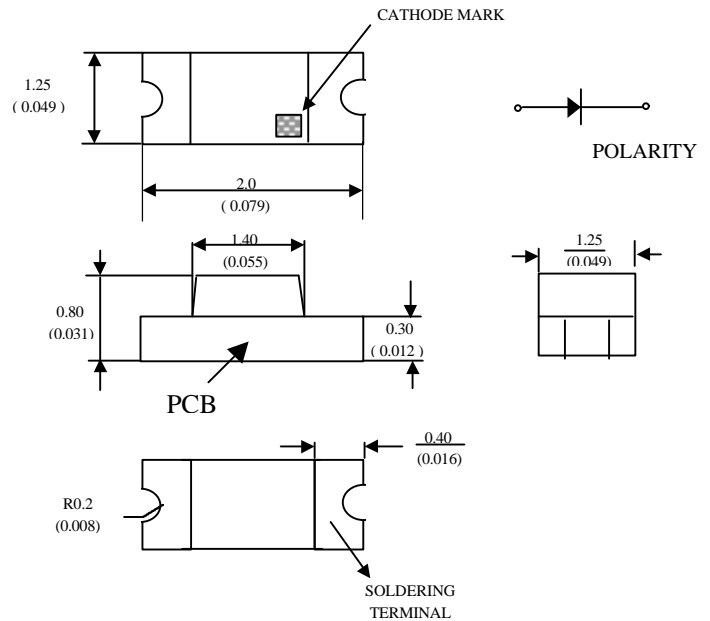 CATHODE MARK
1.25
( 0.049 )
POLARITY
2.0
( 0.079)
1.40
(0.055)
1.25
(0.049)
0.80
(0.031)
0.30
( 0.012 )
PCB
0.40
(0.016)
R0.2
(0.008)
SOLDERING
TERMINAL